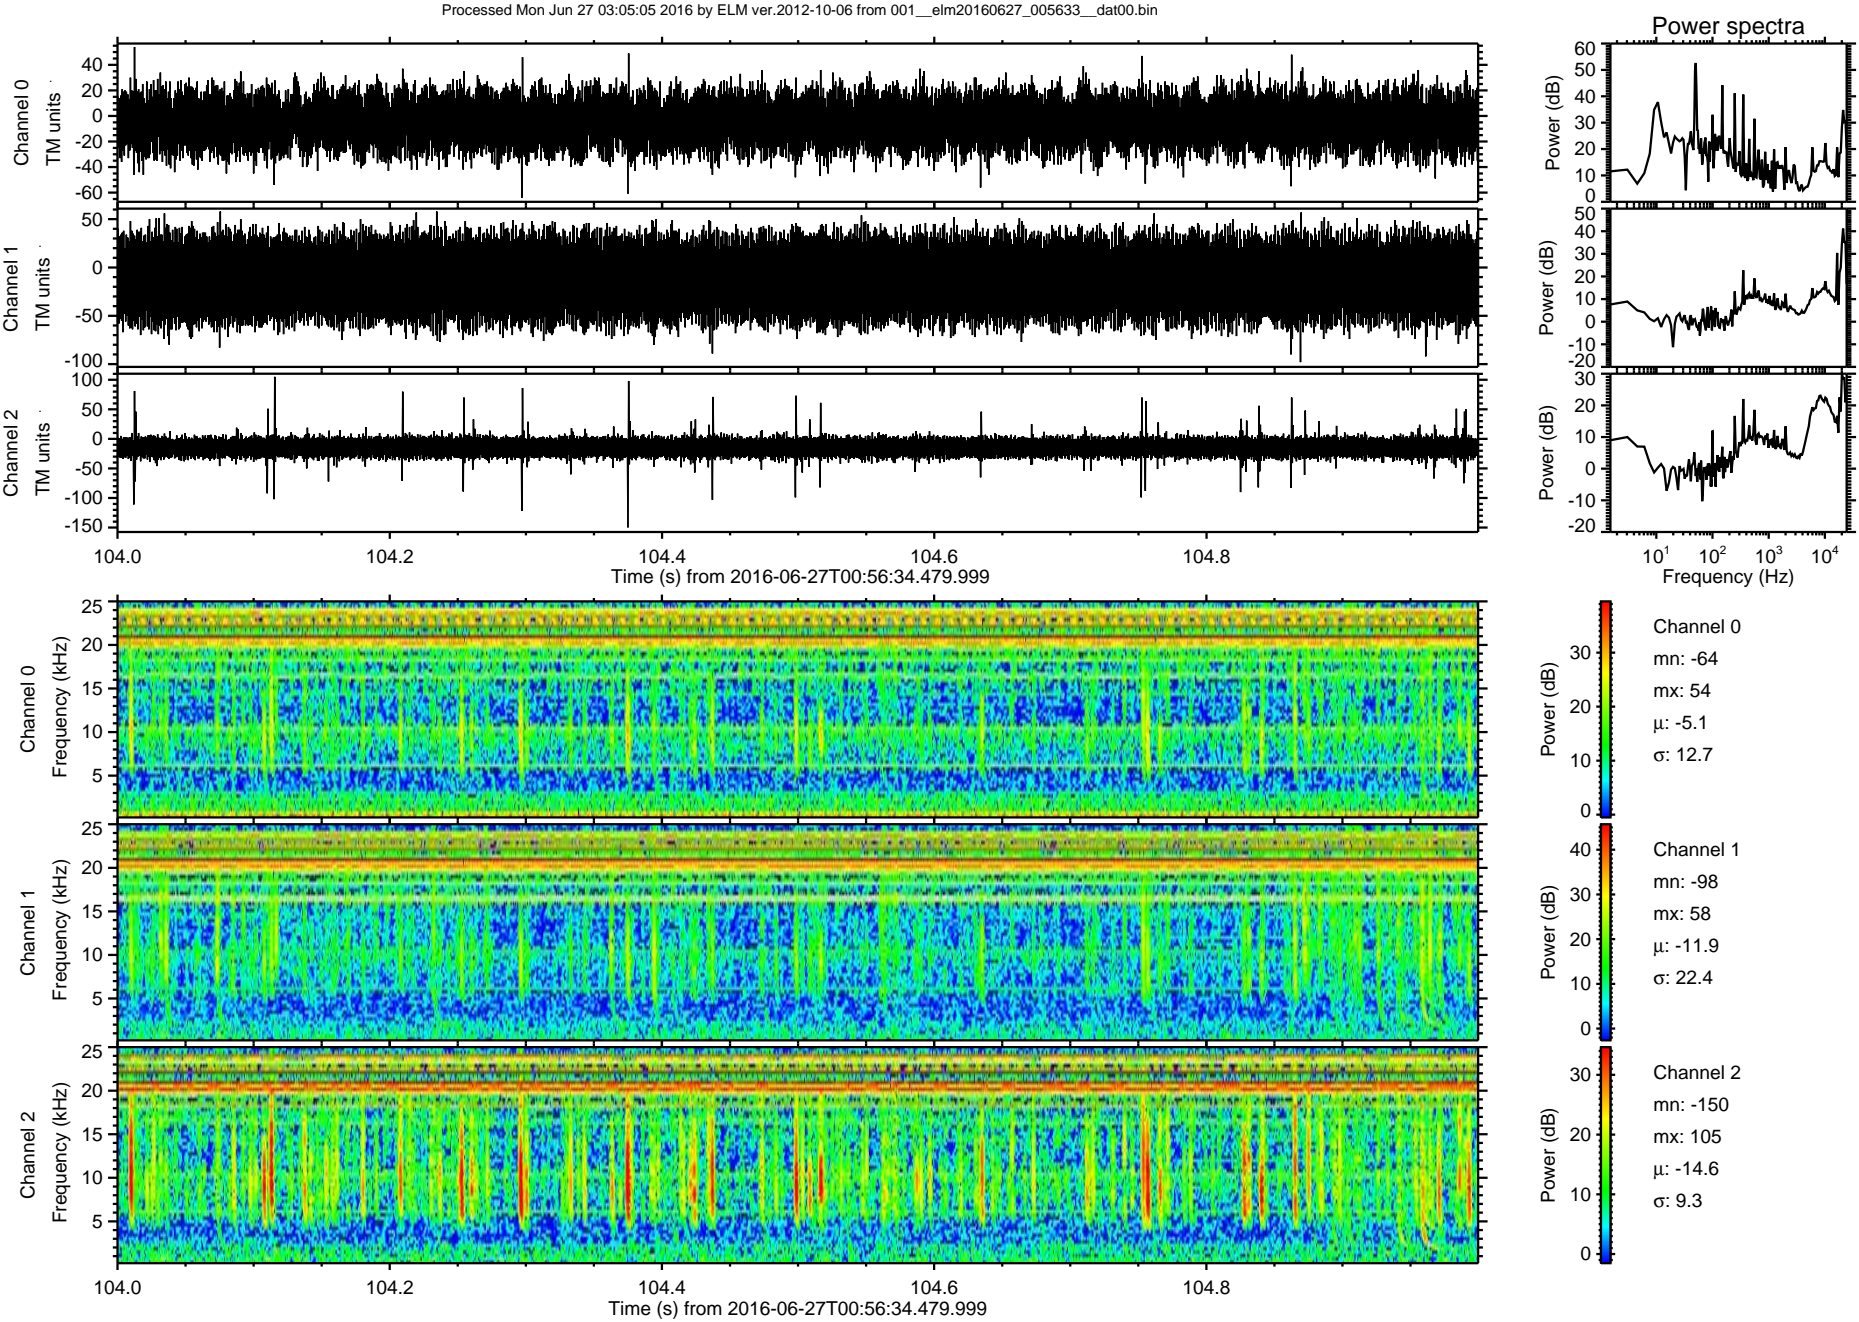 Processed Mon Jun 27 03:05:05 2016 by ELM ver.2012-10-06 from 001__elm20160627_005633__dat00.bin
Power spectra
Channel 0
TM units
40
20
0
-20
-40
-60
Power (dB)
60
50
40
30
20
10
0
Channel 1
TM units
50
0
-50
-100
Power (dB)
50
40
30
20
10
0
-10
-20
Channel 2
TM units
100
50
0
-50
-100
-150
Power (dB)
30
20
10
0
-10
-20
104.0 104.2 104.4 104.6 104.8
Time (s) from 2016-06-27T00:56:34.479.999
10^1 10^2 10^3 10^4
Frequency (Hz)
Channel 0
Frequency (kHz)
25
20
15
10
5
Power (dB)
30
20
10
0
Channel 0
mn: -64
mx: 54
μ: -5.1
σ: 12.7
Channel 1
Frequency (kHz)
25
20
15
10
5
Power (dB)
40
30
20
10
0
Channel 1
mn: -98
mx: 58
μ: -11.9
σ: 22.4
Channel 2
Frequency (kHz)
25
20
15
10
5
Power (dB)
30
20
10
0
Channel 2
mn: -150
mx: 105
μ: -14.6
σ: 9.3
104.0 104.2 104.4 104.6 104.8
Time (s) from 2016-06-27T00:56:34.479.999